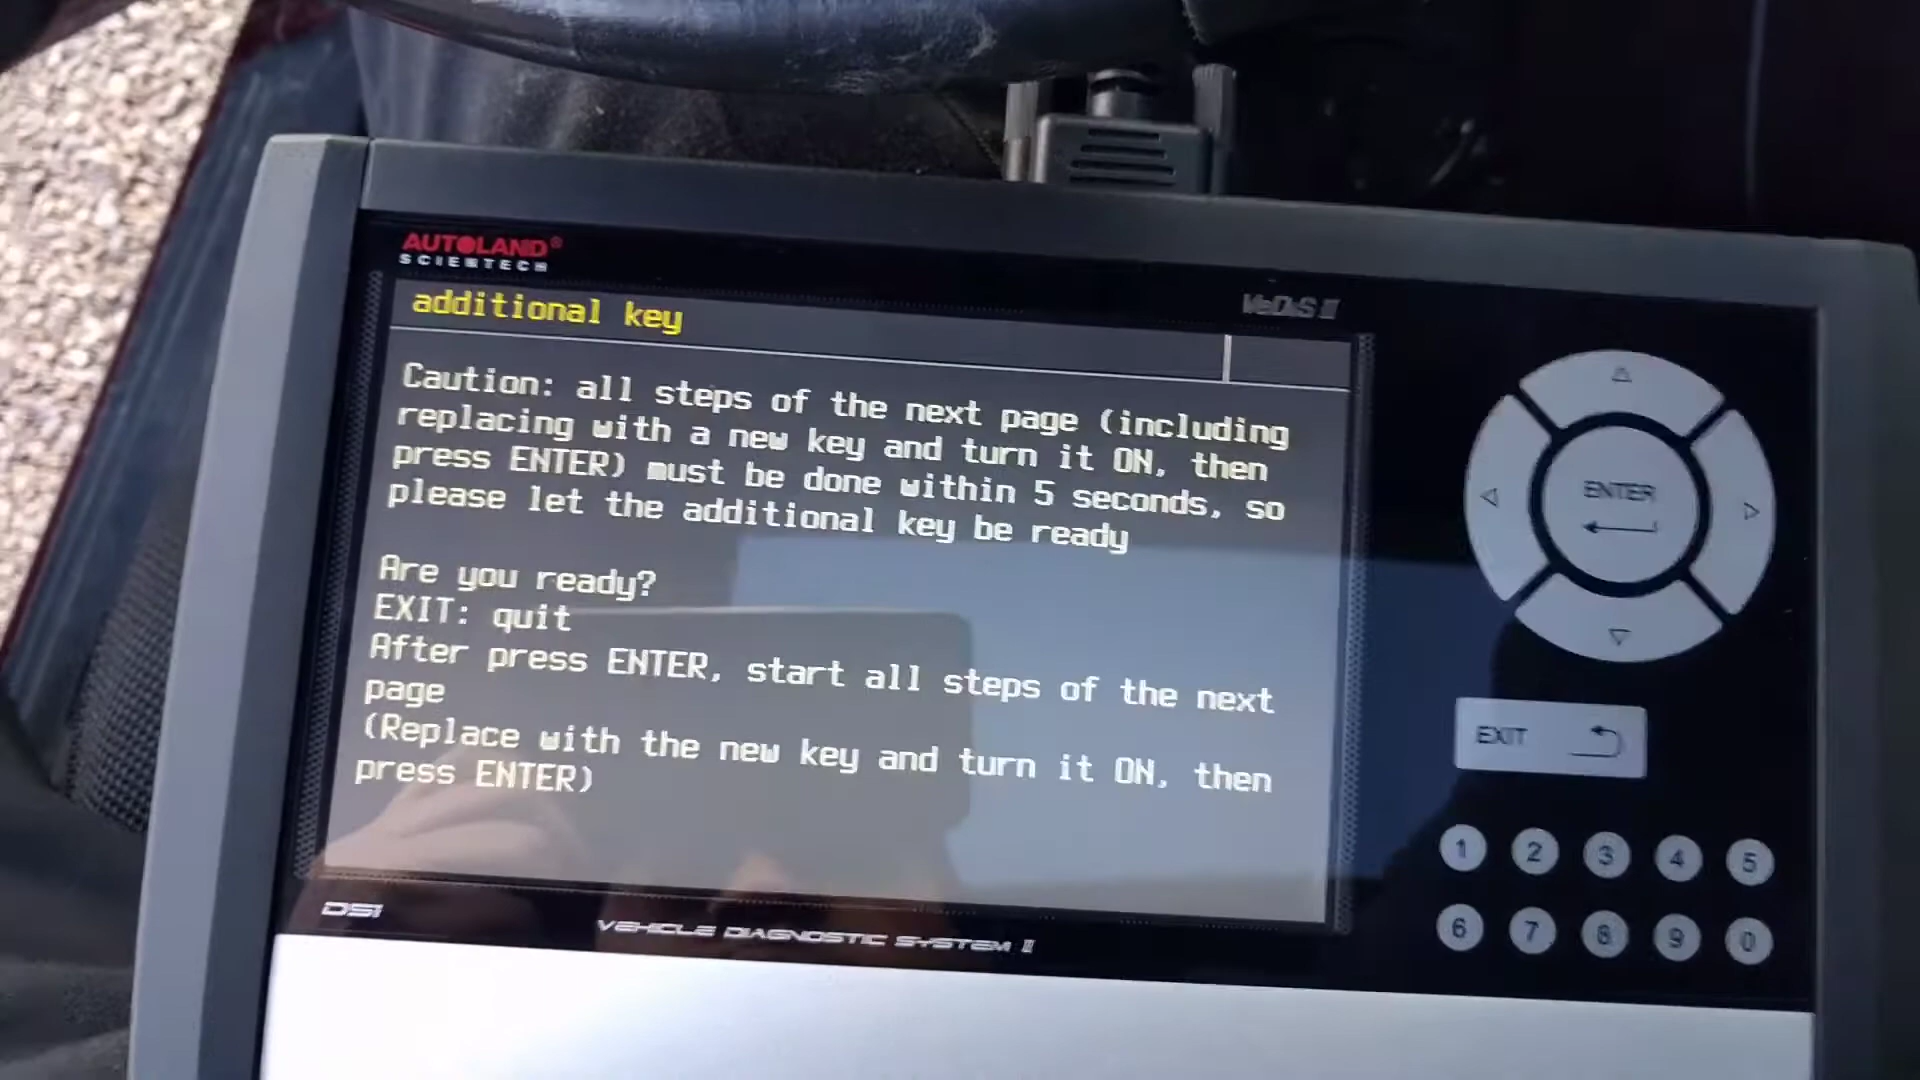 AUTOLAND®
SCIENTECH
VeDiS II
additional key
Caution: all steps of the next page (including
replacing with a new key and turn it ON, then
press ENTER) must be done within 5 seconds, so
please let the additional key be ready
Are you ready?
EXIT: quit
After press ENTER, start all steps of the next
page
(Replace with the new key and turn it ON, then
press ENTER)
DSI
VEHICLE DIAGNOSTIC SYSTEM II
ENTER
EXIT
1 2 3 4 5
6 7 8 9 0